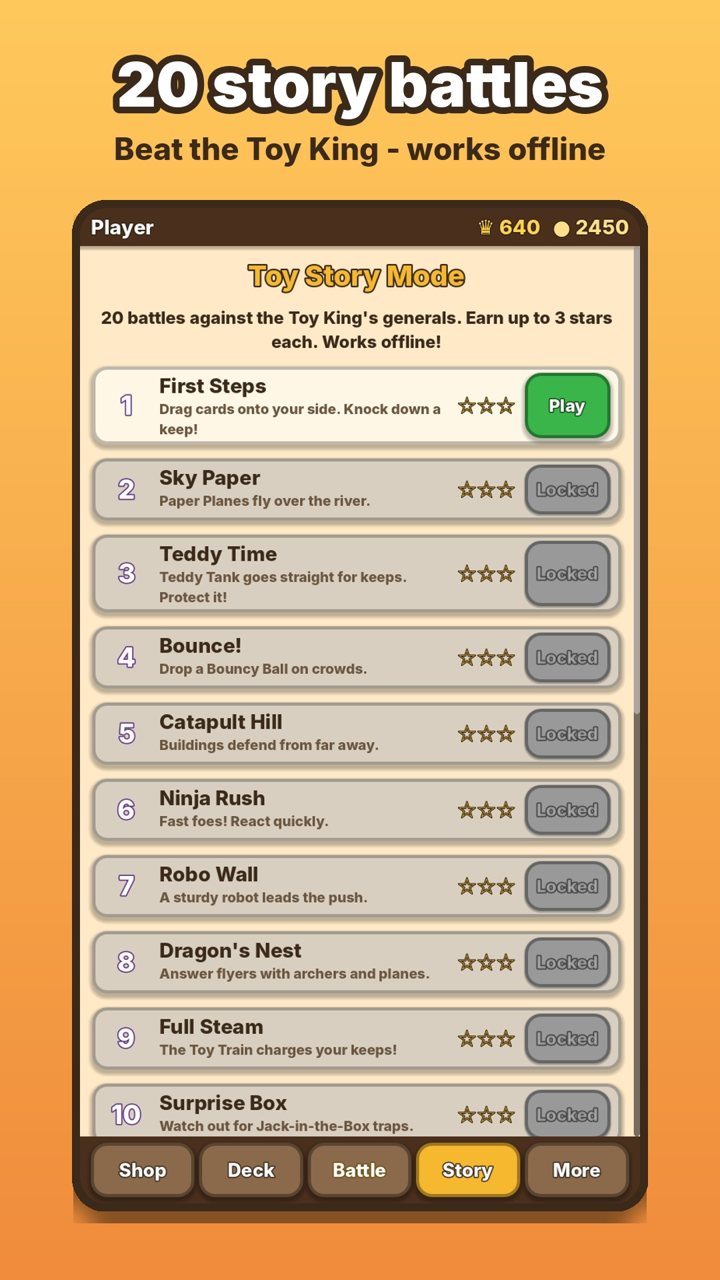 20 story battles
Beat the Toy King - works offline
Player
♛ 640
2450
Toy Story Mode
20 battles against the Toy King's generals. Earn up to 3 stars
each. Works offline!
1
First Steps
Drag cards onto your side. Knock down a
keep!
☆☆☆
Play
2
Sky Paper
Paper Planes fly over the river.
☆☆☆
Locked
3
Teddy Time
Teddy Tank goes straight for keeps.
Protect it!
☆☆☆
Locked
4
Bounce!
Drop a Bouncy Ball on crowds.
☆☆☆
Locked
5
Catapult Hill
Buildings defend from far away.
☆☆☆
Locked
6
Ninja Rush
Fast foes! React quickly.
☆☆☆
Locked
7
Robo Wall
A sturdy robot leads the push.
☆☆☆
Locked
8
Dragon's Nest
Answer flyers with archers and planes.
☆☆☆
Locked
9
Full Steam
The Toy Train charges your keeps!
☆☆☆
Locked
10
Surprise Box
Watch out for Jack-in-the-Box traps.
☆☆☆
Locked
Shop
Deck
Battle
Story
More